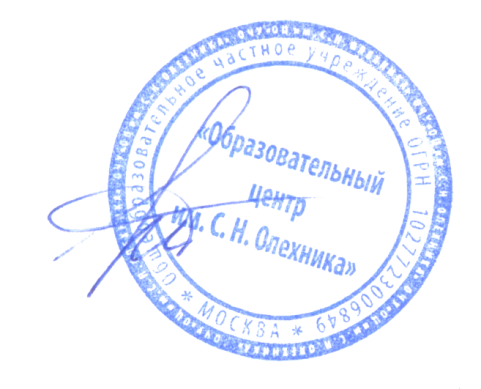 Общеобразовательное частное учреждение ОГРН 1027723006849
* МОСКВА *
«Образовательный
центр
им. С. Н. Олехника»